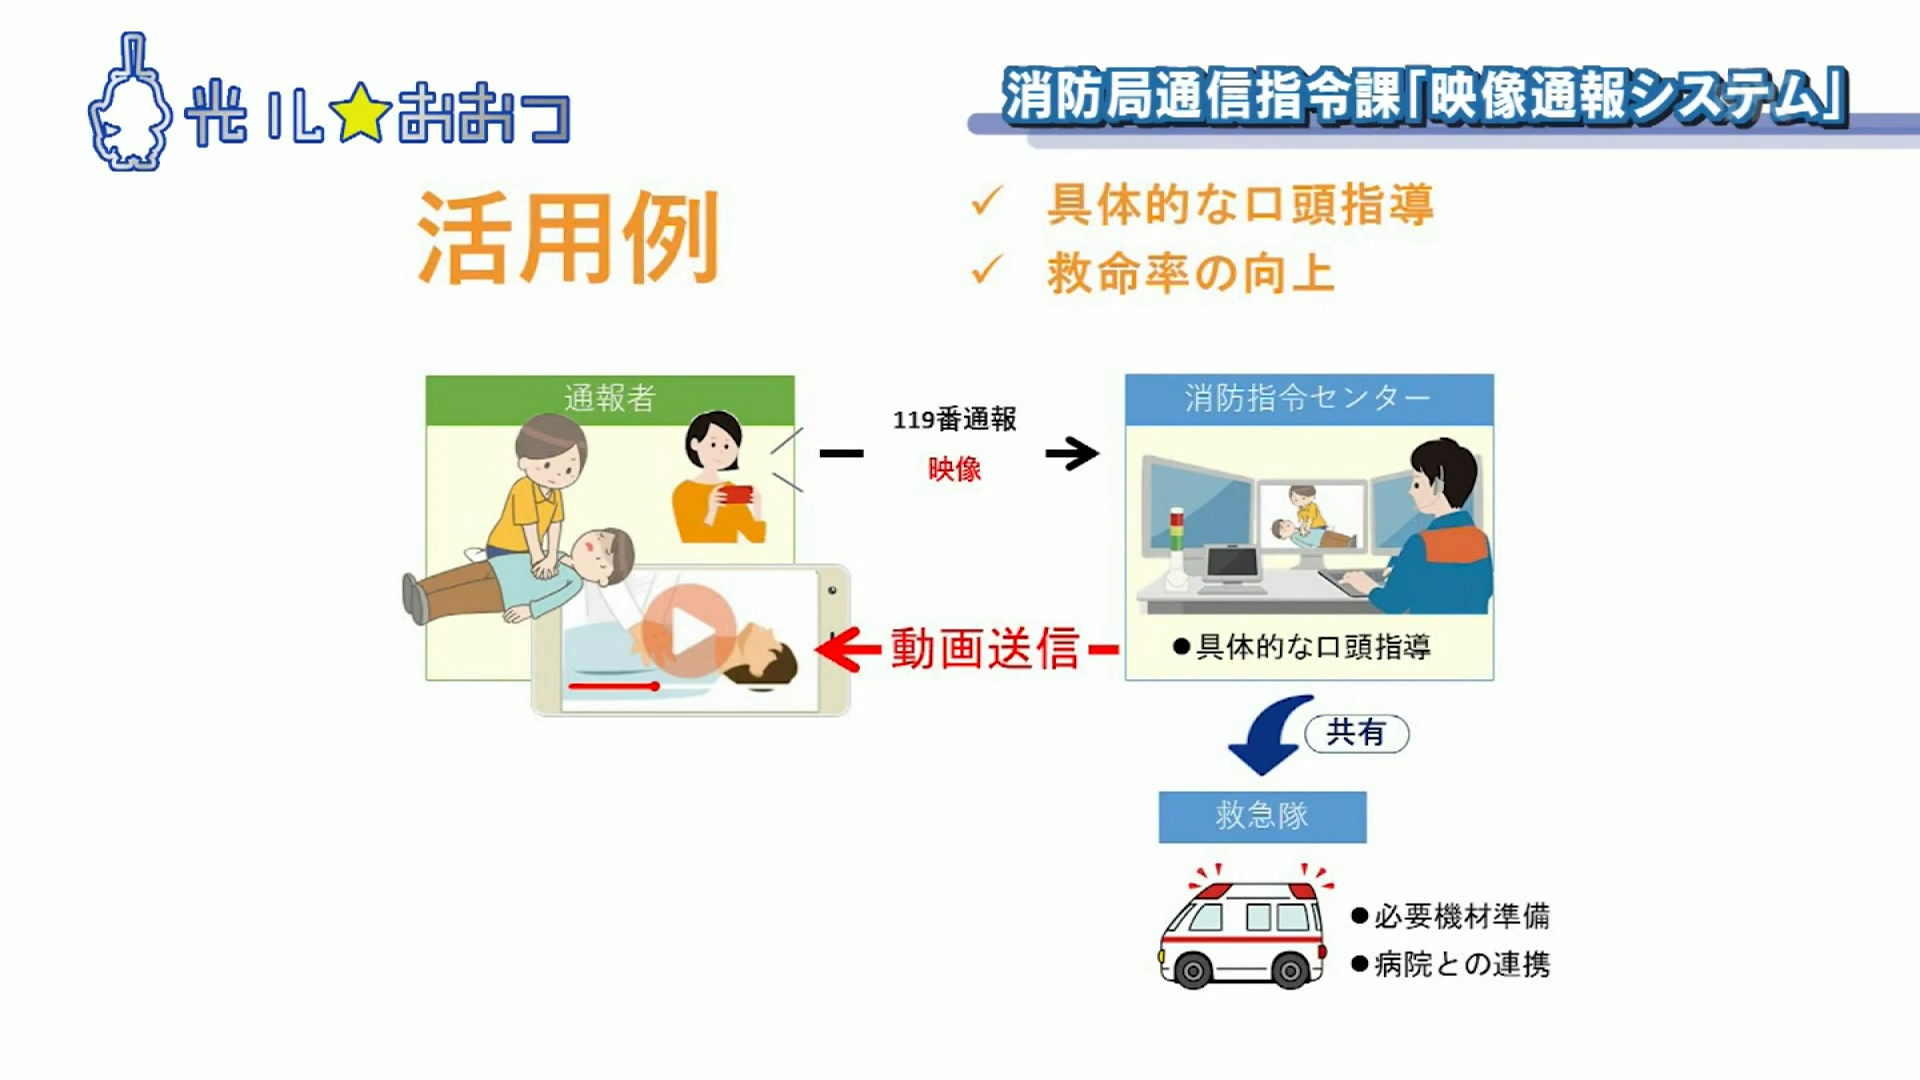 光ル★おおつ
消防局通信指令課「映像通報システム」
活用例
✓ 具体的な口頭指導
✓ 救命率の向上
通報者
119番通報
映像
消防指令センター
動画送信
●具体的な口頭指導
共有
救急隊
●必要機材準備
●病院との連携